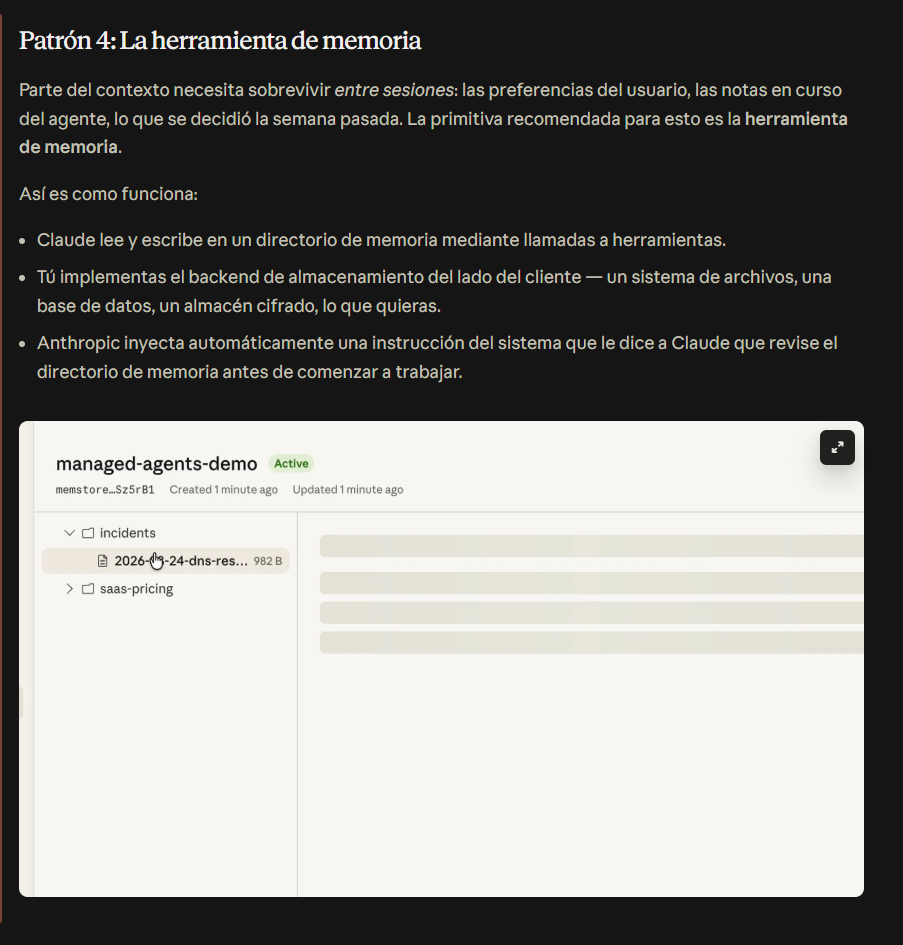 Patrón 4: La herramienta de memoria
Parte del contexto necesita sobrevivir entre sesiones: las preferencias del usuario, las notas en curso
del agente, lo que se decidió la semana pasada. La primitiva recomendada para esto es la herramienta
de memoria.
Así es como funciona:
• Claude lee y escribe en un directorio de memoria mediante llamadas a herramientas.
• Tú implementas el backend de almacenamiento del lado del cliente — un sistema de archivos, una
base de datos, un almacén cifrado, lo que quieras.
• Anthropic inyecta automáticamente una instrucción del sistema que le dice a Claude que revise el
directorio de memoria antes de comenzar a trabajar.
managed-agents-demo Active
memstore…Sz5rB1 Created 1 minute ago Updated 1 minute ago
incidents
982 B
saas-pricing